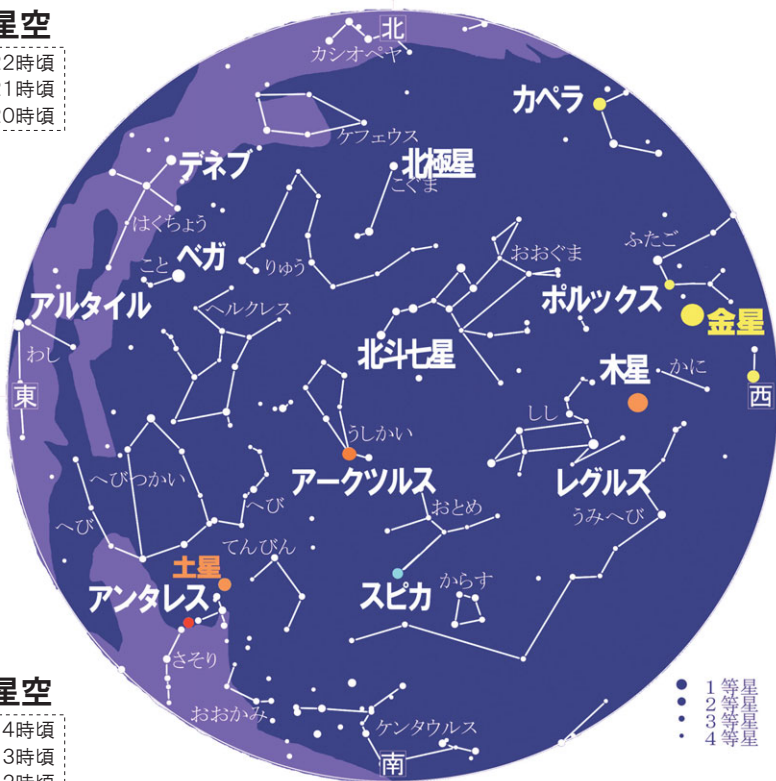 星空
2時頃
21時頃
20時頃
北
カシオペヤ
カペラ
ケフェウス
デネブ
北極星
こぐま
はくちょう
ふたご
おおぐま
こと
ベガ
りゅう
アルタイル
ヘルクレス
ポルックス
金星
わし
北斗七星
木星
かに
東
西
しし
うしかい
アークツルス
レグルス
へびつかい
へび
へび
おとめ
うみへび
てんびん
土星
アンタレス
スピカ
からす
さそり
おおかみ
ケンタウルス
南
星空
4時頃
3時頃
1等星
2等星
3等星
4等星